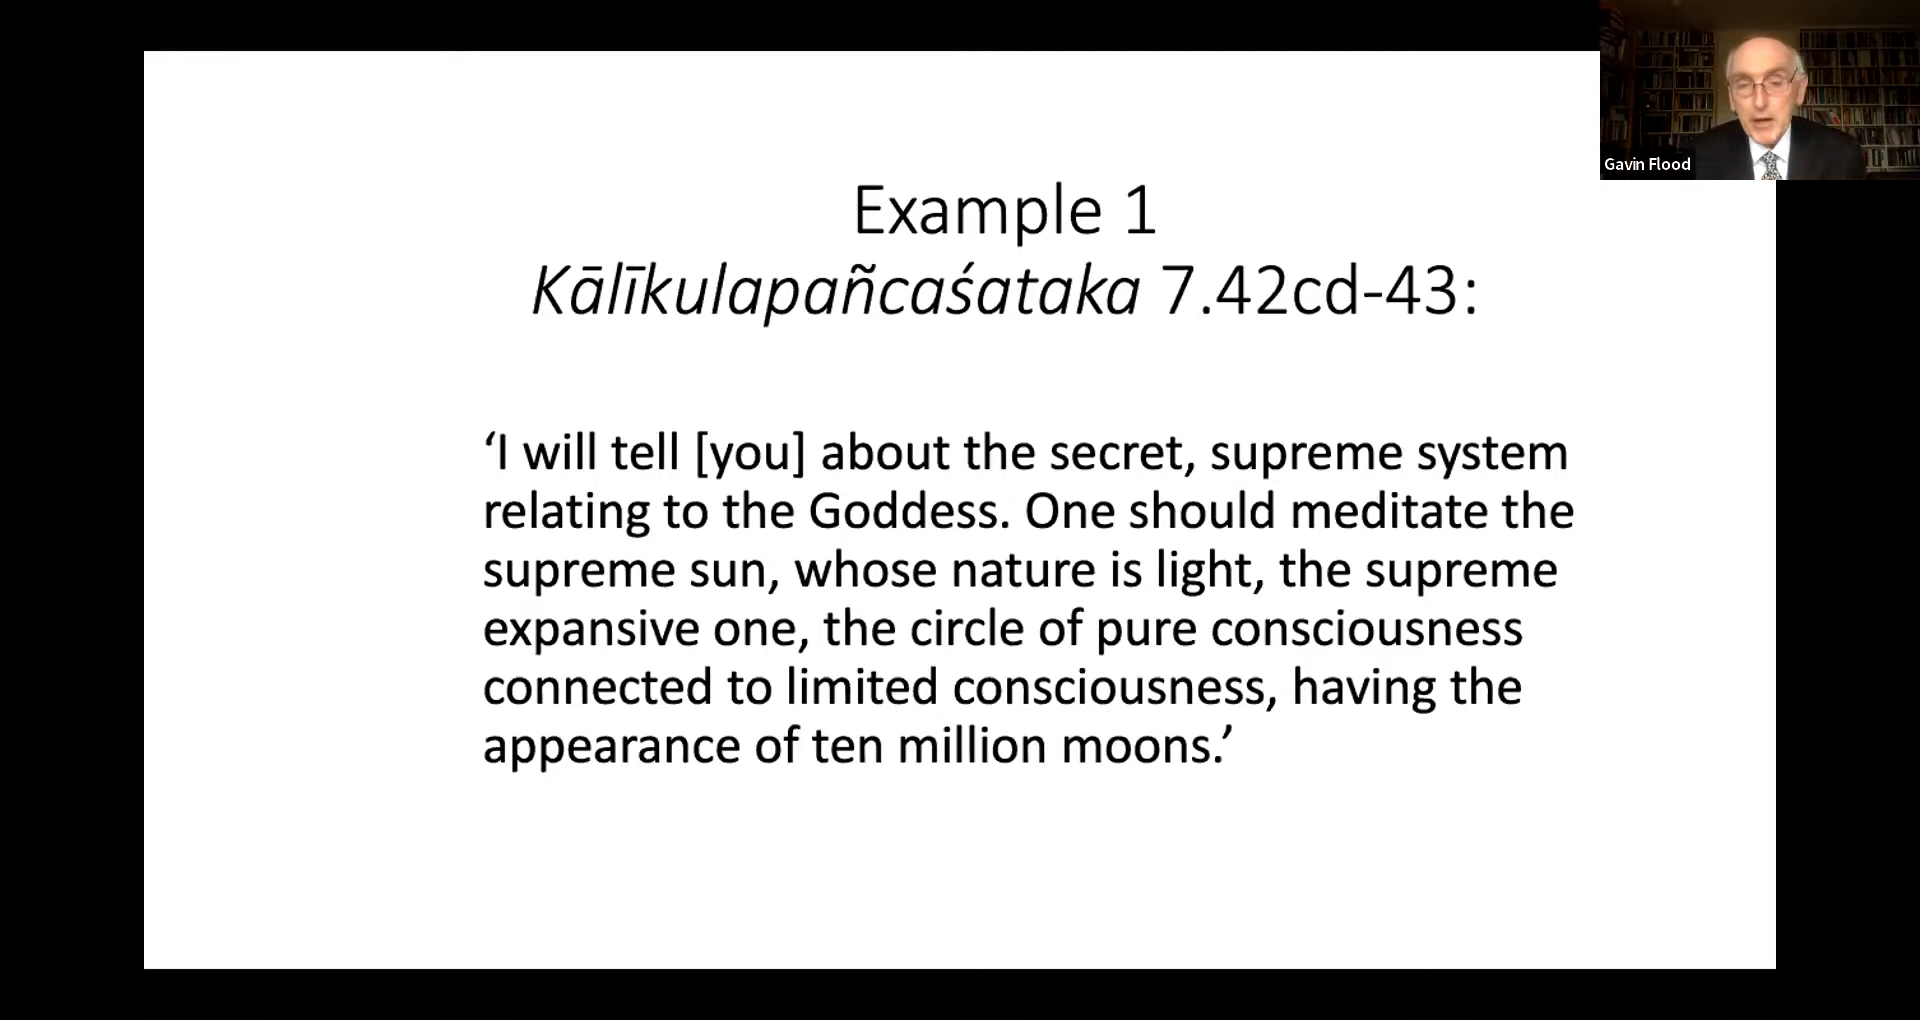 Example 1
Kālīkulapañcaśataka 7.42cd-43:
‘I will tell [you] about the secret, supreme system
relating to the Goddess. One should meditate the
supreme sun, whose nature is light, the supreme
expansive one, the circle of pure consciousness
connected to limited consciousness, having the
appearance of ten million moons.’
Gavin Flood